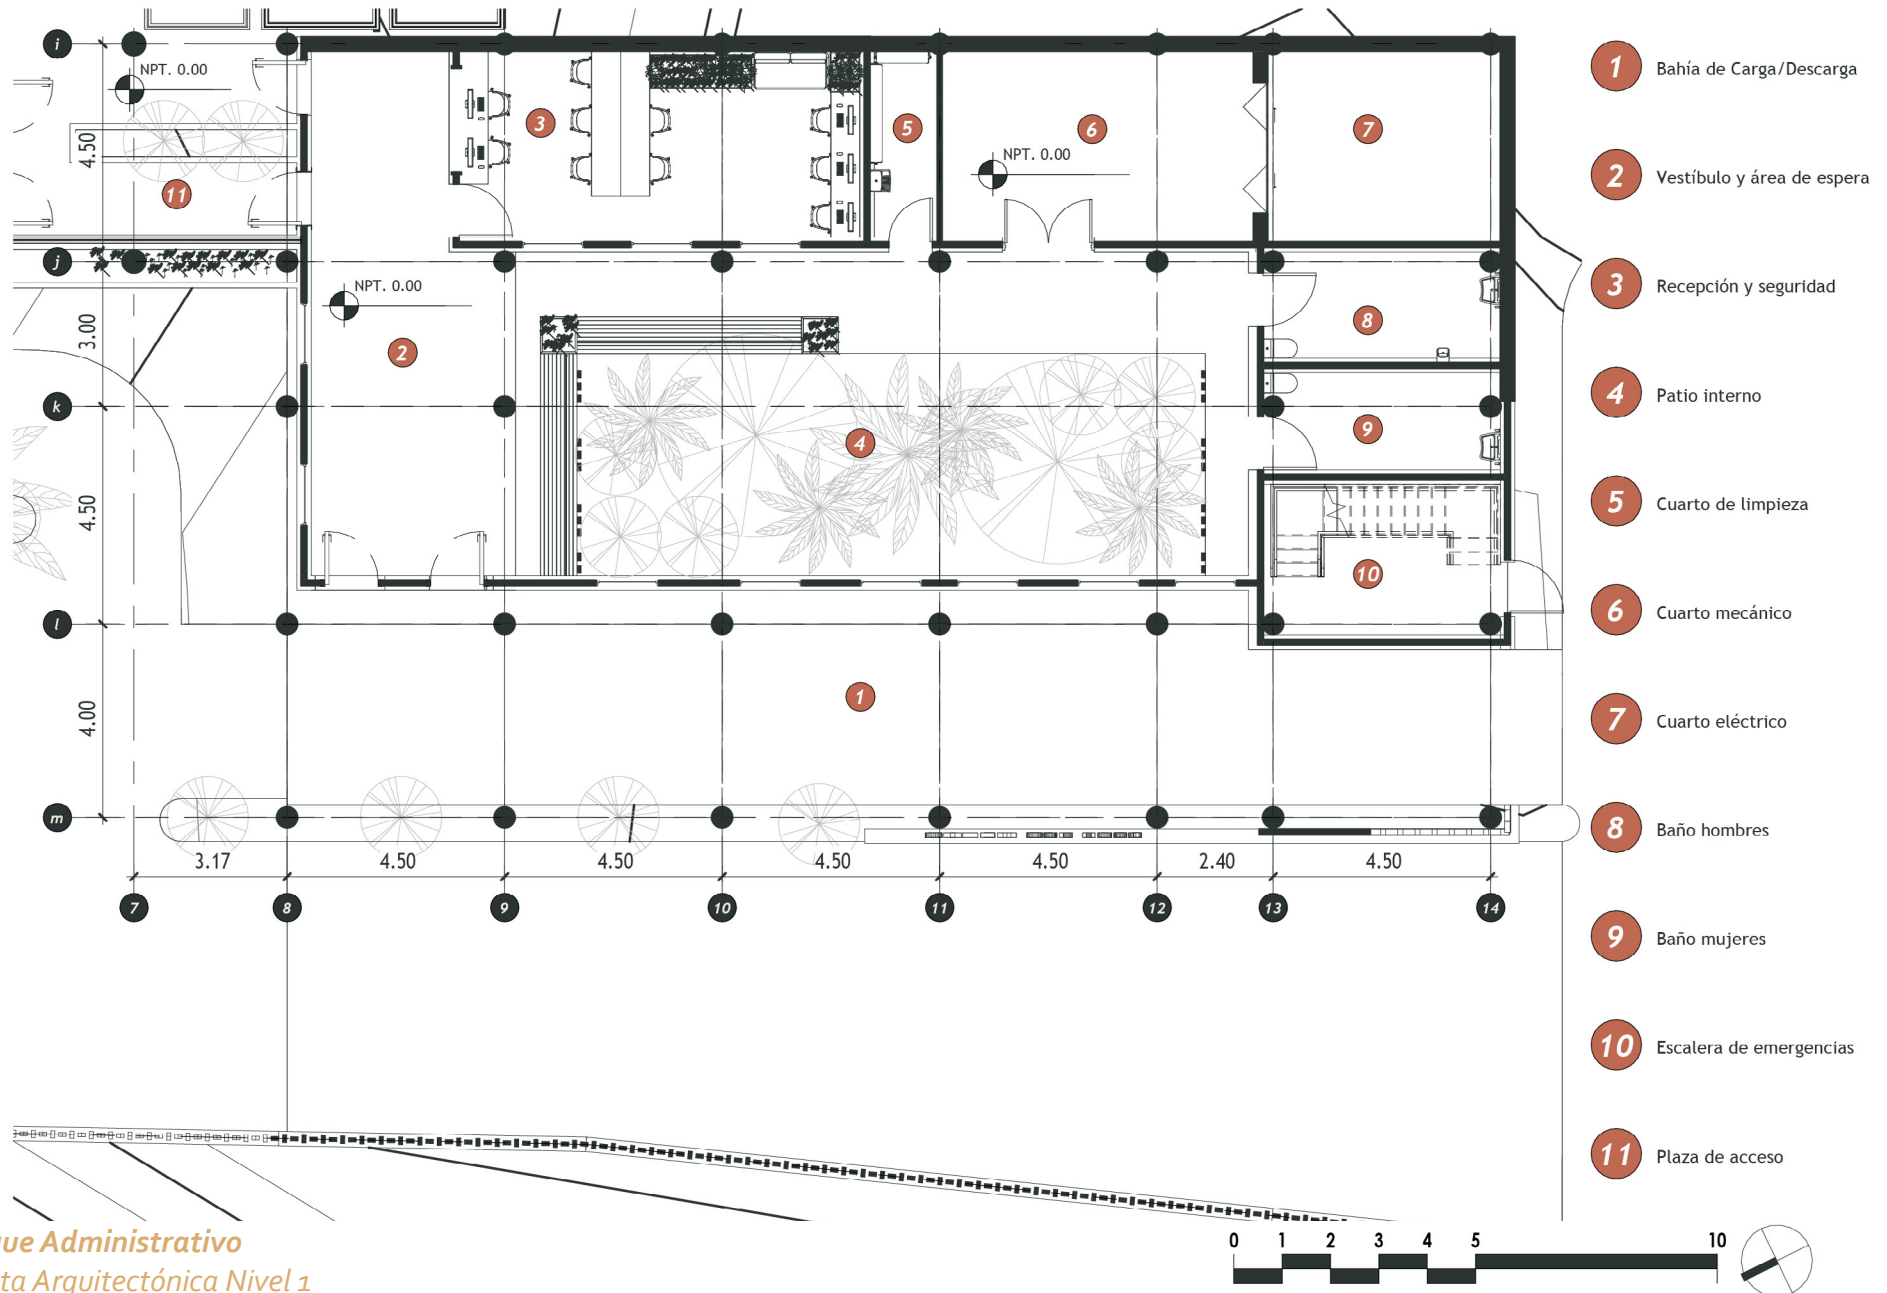 i
NPT. 0.00
1
Bahía de Carga/Descarga
3
5
6
7
4.50
NPT. 0.00
2
Vestíbulo y área de espera
11
j
NPT. 0.00
3
Recepción y seguridad
3.00
2
8
k
4
Patio interno
4
9
4.50
5
Cuarto de limpieza
10
l
6
Cuarto mecánico
4.00
1
7
Cuarto eléctrico
m
8
Baño hombres
3.17
4.50
4.50
4.50
4.50
2.40
4.50
7
8
9
10
11
12
13
14
9
Baño mujeres
10
Escalera de emergencias
11
Plaza de acceso
ue Administrativo
ta Arquitectónica Nivel 1
0 1 2 3 4 5 10